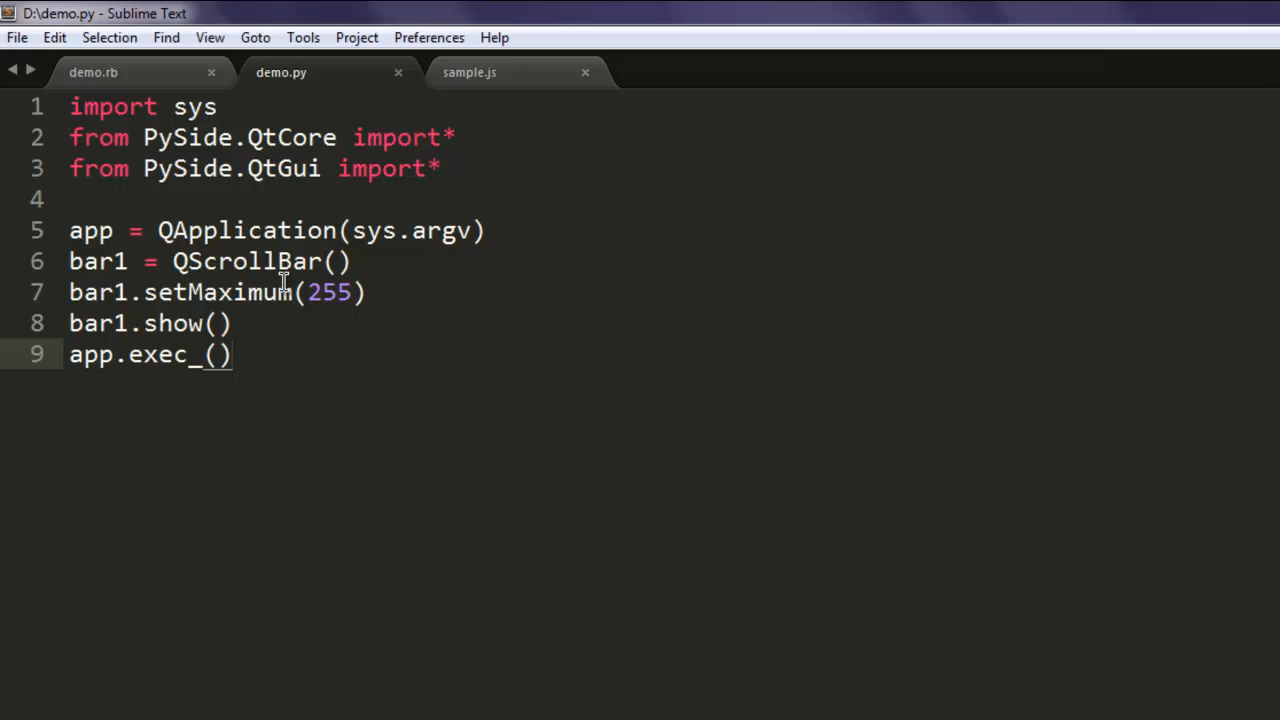 D:\demo.py - Sublime Text
File Edit Selection Find View Goto Tools Project Preferences Help
demo.rb × demo.py × sample.js ×
1 import sys
2 from PySide.QtCore import*
3 from PySide.QtGui import*
4
5 app = QApplication(sys.argv)
6 bar1 = QScrollBar()
7 bar1.setMaximum(255)
8 bar1.show()
9 app.exec_()